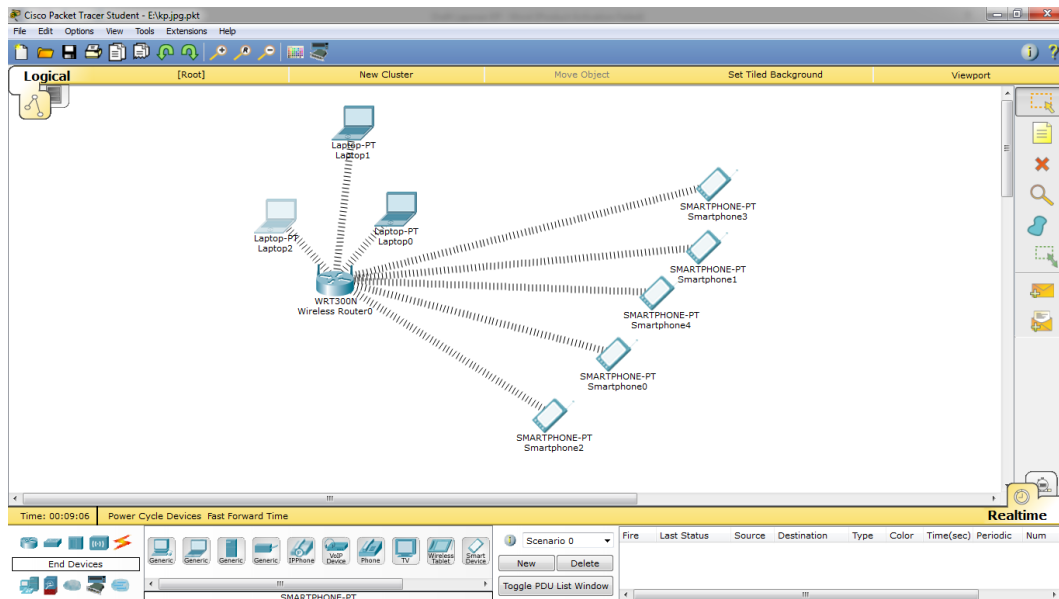 Cisco Packet Tracer Student - E:\kp.jpg.pkt
File Edit Options View Tools Extensions Help
Logical [Root] New Cluster Move Object Set Tiled Background Viewport
Laptop-PT
Laptop1
SMARTPHONE-PT
Smartphone3
Laptop-PT
Laptop0
Laptop-PT
Laptop2
SMARTPHONE-PT
Smartphone1
WRT300N
Wireless Router0
SMARTPHONE-PT
Smartphone4
SMARTPHONE-PT
Smartphone0
SMARTPHONE-PT
Smartphone2
Time: 00:09:06 Power Cycle Devices Fast Forward Time Realtime
End Devices
Generic Generic Generic Generic IPPhone VoIP Device Phone TV Wireless Tablet Smart Device
SMARTPHONE-PT
Scenario 0
New Delete
Toggle PDU List Window
Fire Last Status Source Destination Type Color Time(sec) Periodic Num